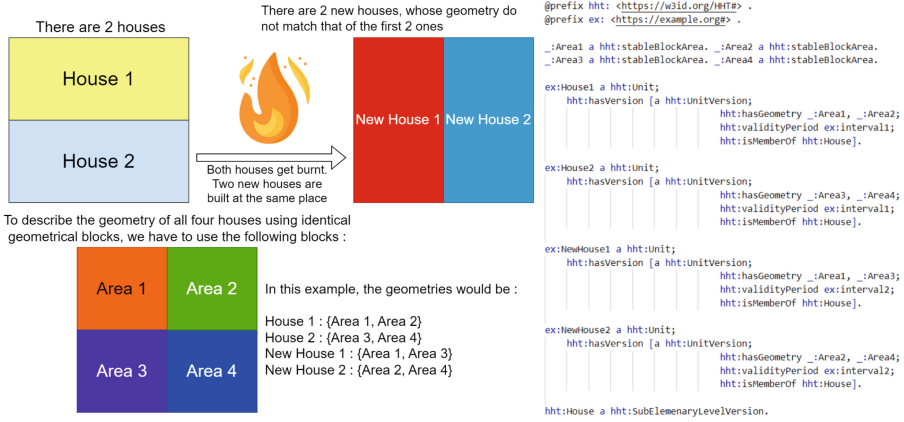 There are 2 houses
House 1
House 2
There are 2 new houses, whose geometry do
not match that of the first 2 ones
Both houses get burnt.
Two new houses are
built at the same place
New House 1
New House 2
To describe the geometry of all four houses using identical
geometrical blocks, we have to use the following blocks :
Area 1
Area 2
Area 3
Area 4
In this example, the geometries would be :
House 1 : {Area 1, Area 2}
House 2 : {Area 3, Area 4}
New House 1 : {Area 1, Area 3}
New House 2 : {Area 2, Area 4}
@prefix hht: <https://w3id.org/HHT#> .
@prefix ex: <https://example.org#> .
_:Area1 a hht:stableBlockArea. _:Area2 a hht:stableBlockArea.
_:Area3 a hht:stableBlockArea. _:Area4 a hht:stableBlockArea.
ex:House1 a hht:Unit;
hht:hasVersion [a hht:UnitVersion;
hht:hasGeometry _:Area1, _:Area2;
hht:validityPeriod ex:interval1;
hht:isMemberOf hht:House].
ex:House2 a hht:Unit;
hht:hasVersion [a hht:UnitVersion;
hht:hasGeometry _:Area3, _:Area4;
hht:validityPeriod ex:interval1;
hht:isMemberOf hht:House].
ex:NewHouse1 a hht:Unit;
hht:hasVersion [a hht:UnitVersion;
hht:hasGeometry _:Area1, _:Area3;
hht:validityPeriod ex:interval2;
hht:isMemberOf hht:House].
ex:NewHouse2 a hht:Unit;
hht:hasVersion [a hht:UnitVersion;
hht:hasGeometry _:Area2, _:Area4;
hht:validityPeriod ex:interval2;
hht:isMemberOf hht:House].
hht:House a hht:SubElemenaryLevelVersion.